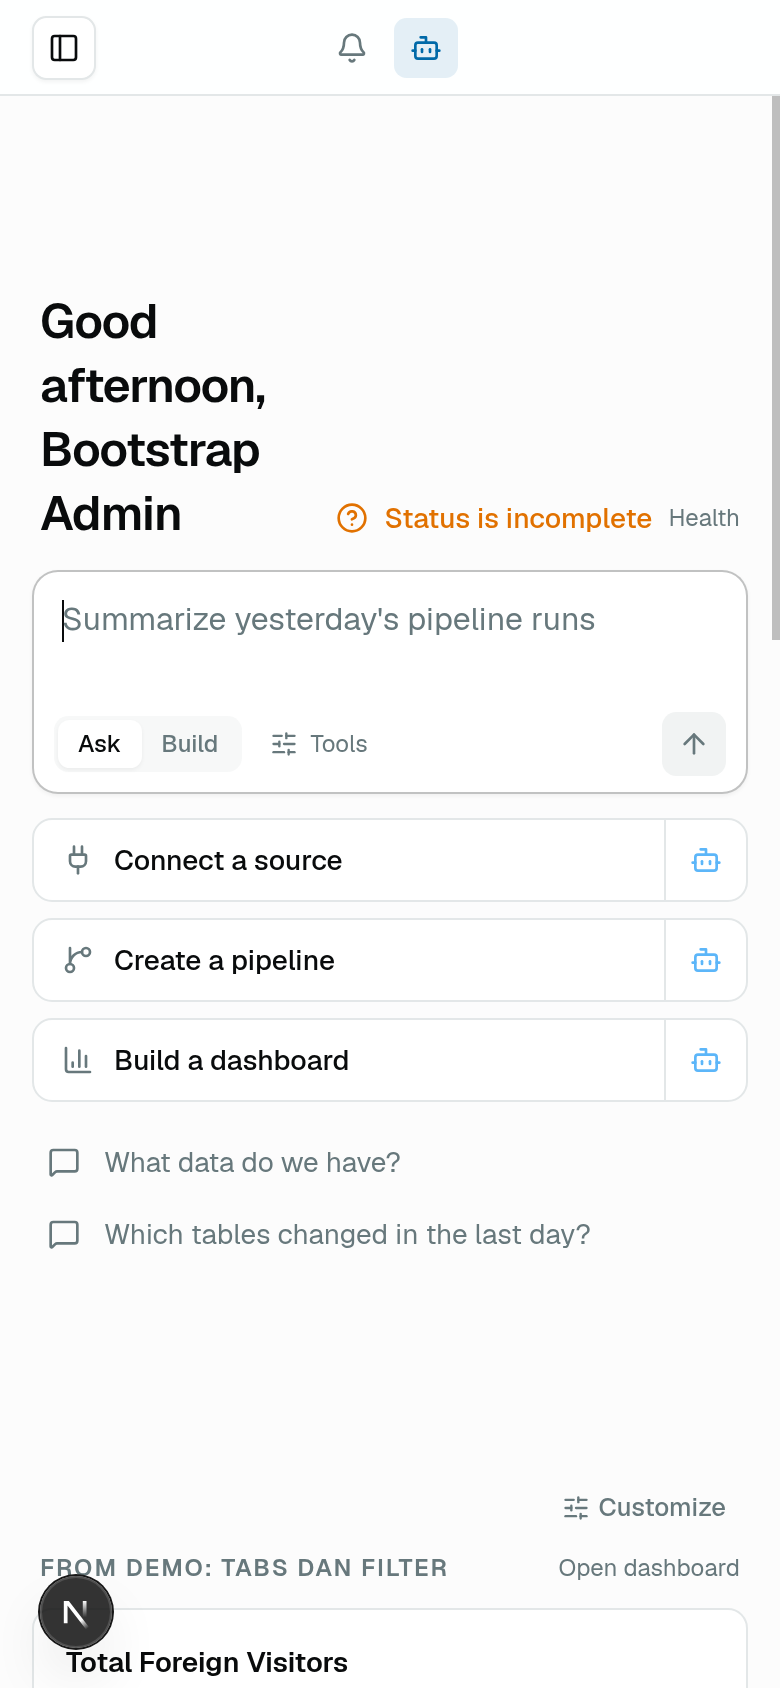 Good
afternoon,
Bootstrap
Admin
Status is incomplete Health
Summarize yesterday's pipeline runs
Ask Build Tools
Connect a source
Create a pipeline
Build a dashboard
What data do we have?
Which tables changed in the last day?
Customize
FROM DEMO: TABS DAN FILTER Open dashboard
N
Total Foreign Visitors